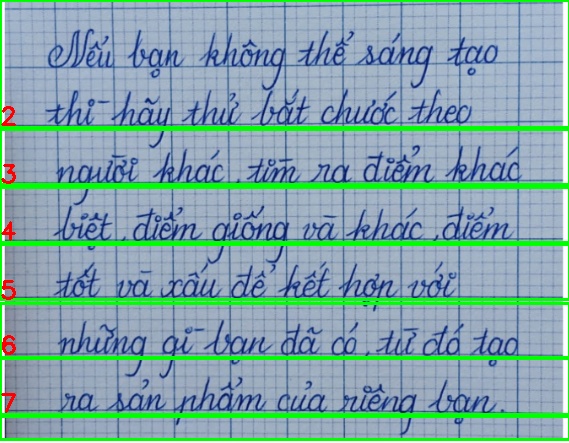 Nếu bạn không thể sáng tạo
2 thì hãy thử bắt chước theo
3 người khác, tìm ra điểm khác
4 biệt, điểm giống và khác, điểm
5 tốt và xấu để kết hợp với
6 những gì bạn đã có, từ đó tạo
7 ra sản phẩm của riêng bạn.